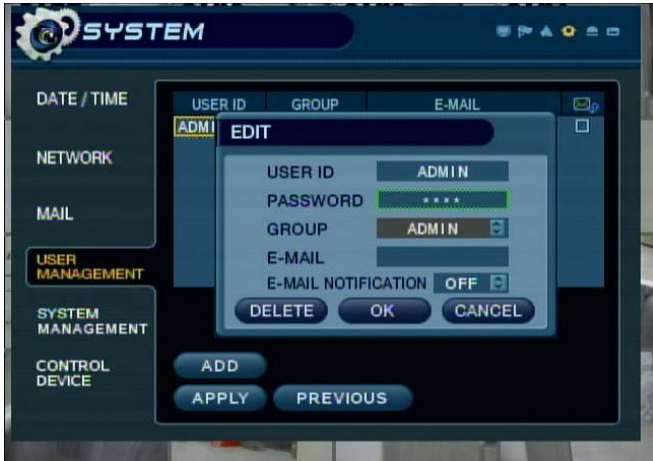 SYSTEM
DATE / TIME
NETWORK
MAIL
USER
MANAGEMENT
SYSTEM
MANAGEMENT
CONTROL
DEVICE
USER ID GROUP E-MAIL
ADMI
EDIT
USER ID ADMIN
PASSWORD ****
GROUP ADMIN
E-MAIL
E-MAIL NOTIFICATION OFF
DELETE OK CANCEL
ADD
APPLY PREVIOUS